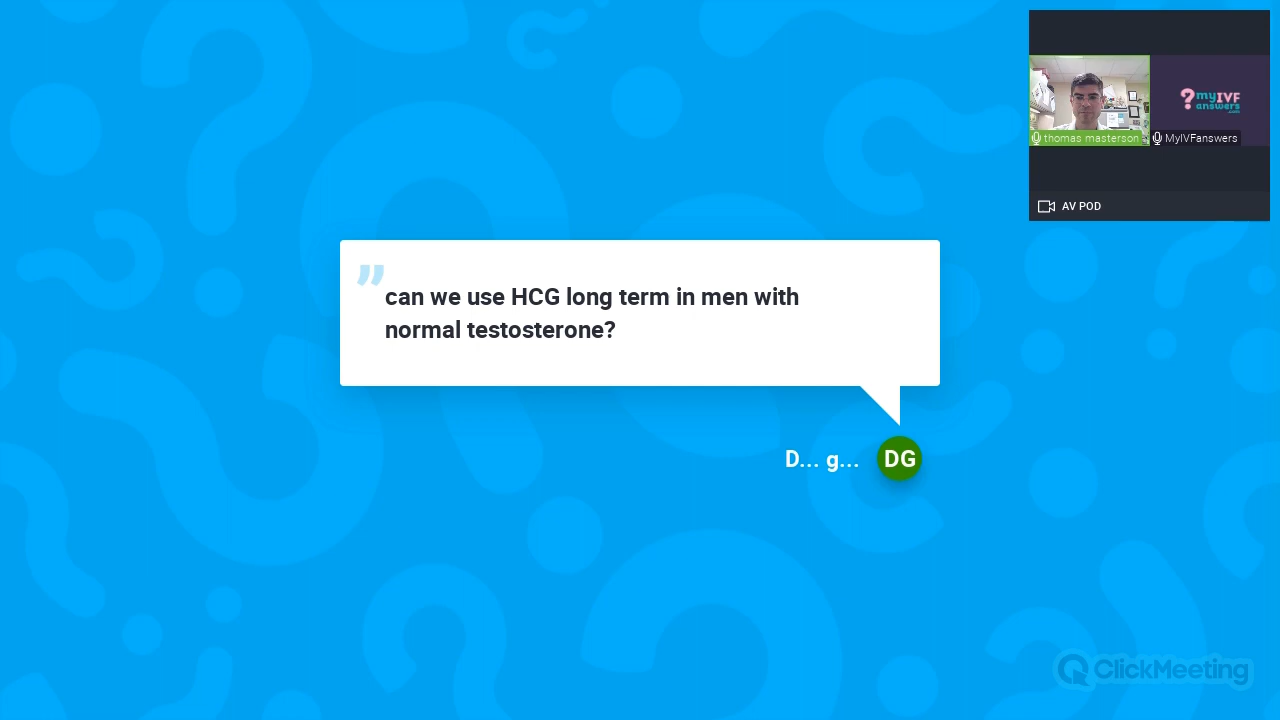 thomas masterson
?myIVF
answers
.com
MyIVFanswers
AV POD
"
can we use HCG long term in men with
normal testosterone?
D... g...
DG
ClickMeeting